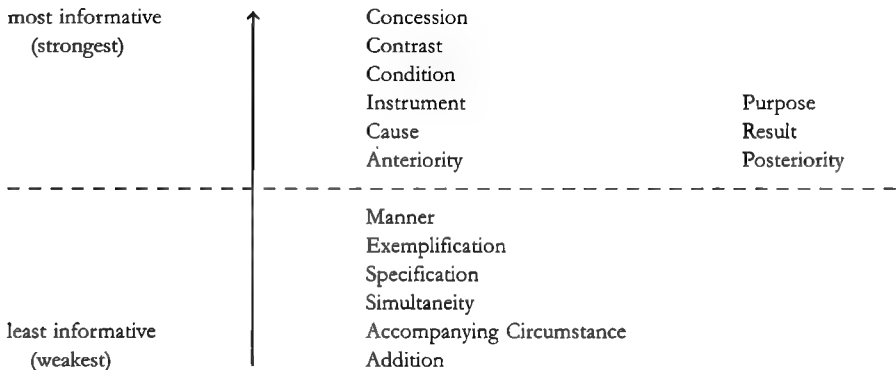 most informative Concession
(strongest) Contrast
Condition
Instrument Purpose
Cause Result
Anteriority Posteriority
Manner
Exemplification
Specification
Simultaneity
least informative Accompanying Circumstance
(weakest) Addition